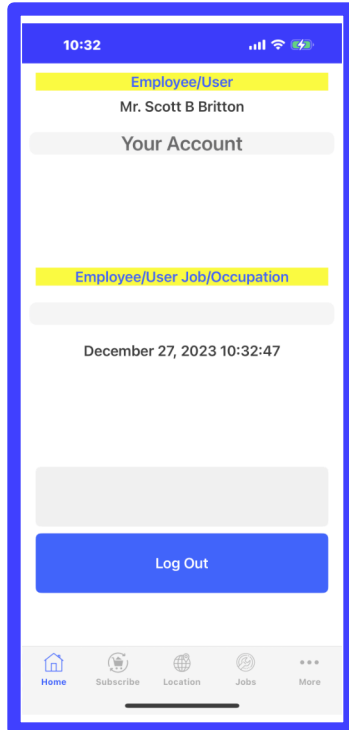 10:32
Employee/User
Mr. Scott B Britton
Your Account
Employee/User Job/Occupation
December 27, 2023 10:32:47
Log Out
Home Subscribe Location Jobs More